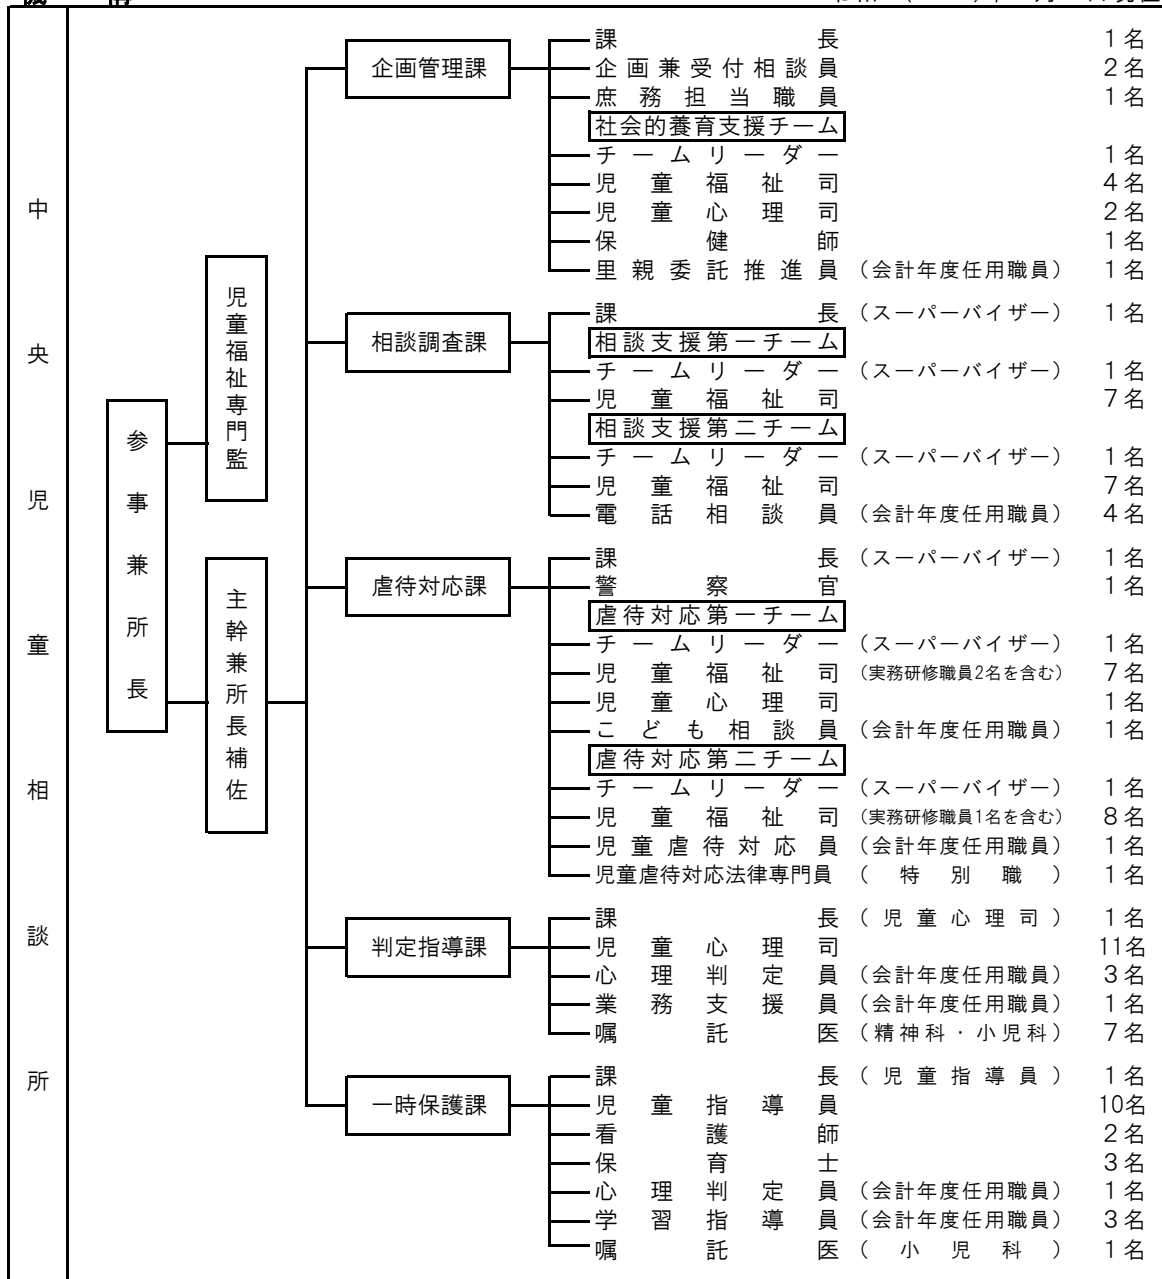 中央児童相談所
参事兼所長
児童福祉専門監
主幹兼所長補佐
企画管理課
課長 1名
企画兼受付相談員 2名
庶務担当職員 1名
社会的養育支援チーム
チームリーダー 1名
児童福祉司 4名
児童心理司 2名
保健師 1名
里親委託推進員 (会計年度任用職員) 1名
相談調査課
課長 (スーパーバイザー) 1名
相談支援第一チーム
チームリーダー (スーパーバイザー) 1名
児童福祉司 7名
相談支援第二チーム
チームリーダー (スーパーバイザー) 1名
児童福祉司 7名
電話相談員 (会計年度任用職員) 4名
虐待対応課
課長 (スーパーバイザー) 1名
警察官 1名
虐待対応第一チーム
チームリーダー (スーパーバイザー) 1名
児童福祉司 (実務研修職員2名を含む) 7名
児童心理司 1名
こども相談員 (会計年度任用職員) 1名
虐待対応第二チーム
チームリーダー (スーパーバイザー) 1名
児童福祉司 (実務研修職員1名を含む) 8名
児童虐待対応員 (会計年度任用職員) 1名
児童虐待対応法律専門員 (特別職) 1名
判定指導課
課長 (児童心理司) 1名
児童心理司 11名
心理判定員 (会計年度任用職員) 3名
業務支援員 (会計年度任用職員) 1名
嘱託医 (精神科・小児科) 7名
一時保護課
課長 (児童指導員) 1名
児童指導員 10名
看護師 2名
保育士 3名
心理判定員 (会計年度任用職員) 1名
学習指導員 (会計年度任用職員) 3名
嘱託医 (小児科) 1名